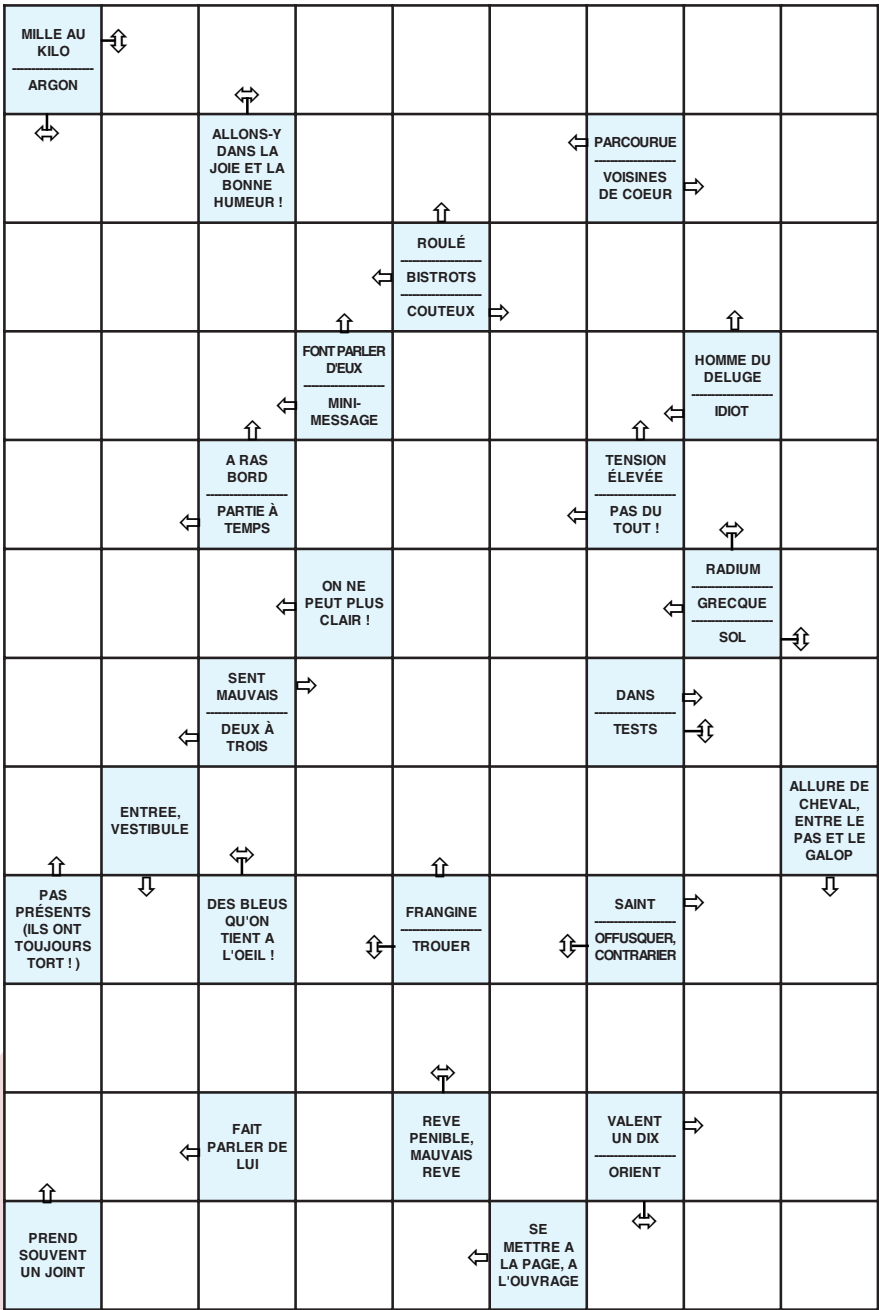 MILLE AU
KILO
ARGON
ALLONS-Y
DANS LA
JOIE ET LA
BONNE
HUMEUR !
PARCOURUE
VOISINES
DE COEUR
ROULÉ
BISTROTS
COUTEUX
FONT PARLER
D'EUX
MINI-
MESSAGE
HOMME DU
DELUGE
IDIOT
A RAS
BORD
PARTIE À
TEMPS
TENSION
ÉLEVÉE
PAS DU
TOUT !
ON NE
PEUT PLUS
CLAIR !
RADIUM
GRECQUE
SOL
SENT
MAUVAIS
DEUX À
TROIS
DANS
TESTS
ENTREE,
VESTIBULE
ALLURE DE
CHEVAL,
ENTRE LE
PAS ET LE
GALOP
PAS
PRÉSENTS
(ILS ONT
TOUJOURS
TORT ! )
DES BLEUS
QU'ON
TIENT A
L'OEIL !
FRANGINE
TROUER
SAINT
OFFUSQUER,
CONTRARIER
FAIT
PARLER DE
LUI
REVE
PENIBLE,
MAUVAIS
REVE
VALENT
UN DIX
ORIENT
PREND
SOUVENT
UN JOINT
SE
METTRE A
LA PAGE, A
L'OUVRAGE